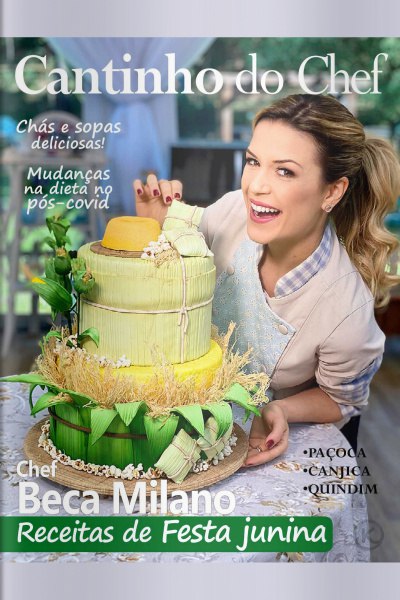 Cantinho do Chef
Chás e sopas
deliciosas!
Mudanças
na dieta no
pós-covid
•PAÇOCA
•CANJICA
•QUINDIM
Chef
Beca Milano
Receitas de Festa junina